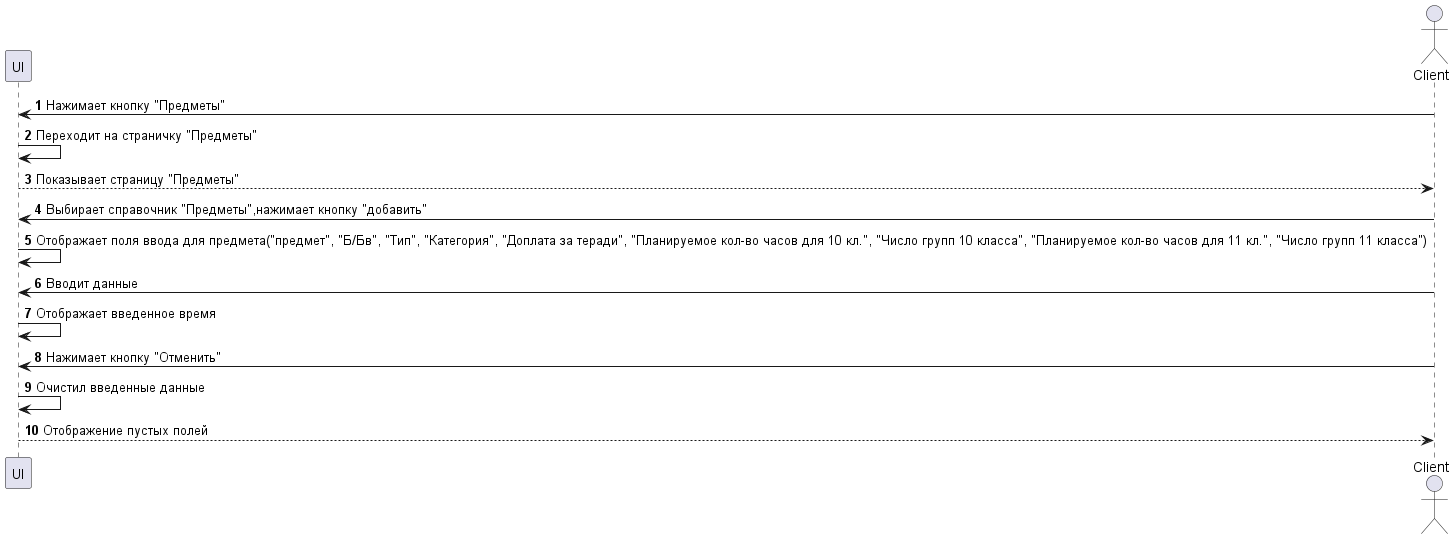 Client
UI
1 Нажимает кнопку "Предметы"
2 Переходит на страничку "Предметы"
3 Показывает страницу "Предметы"
4 Выбирает справочник "Предметы",нажимает кнопку "добавить"
5 Отображает поля ввода для предмета("предмет", "Б/Бв", "Тип", "Категория", "Доплата за теради", "Планируемое кол-во часов для 10 кл.", "Число групп 10 класса", "Планируемое кол-во часов для 11 кл.", "Число групп 11 класса")
6 Вводит данные
7 Отображает введенное время
8 Нажимает кнопку "Отменить"
9 Очистил введенные данные
10 Отображение пустых полей
UI
Client